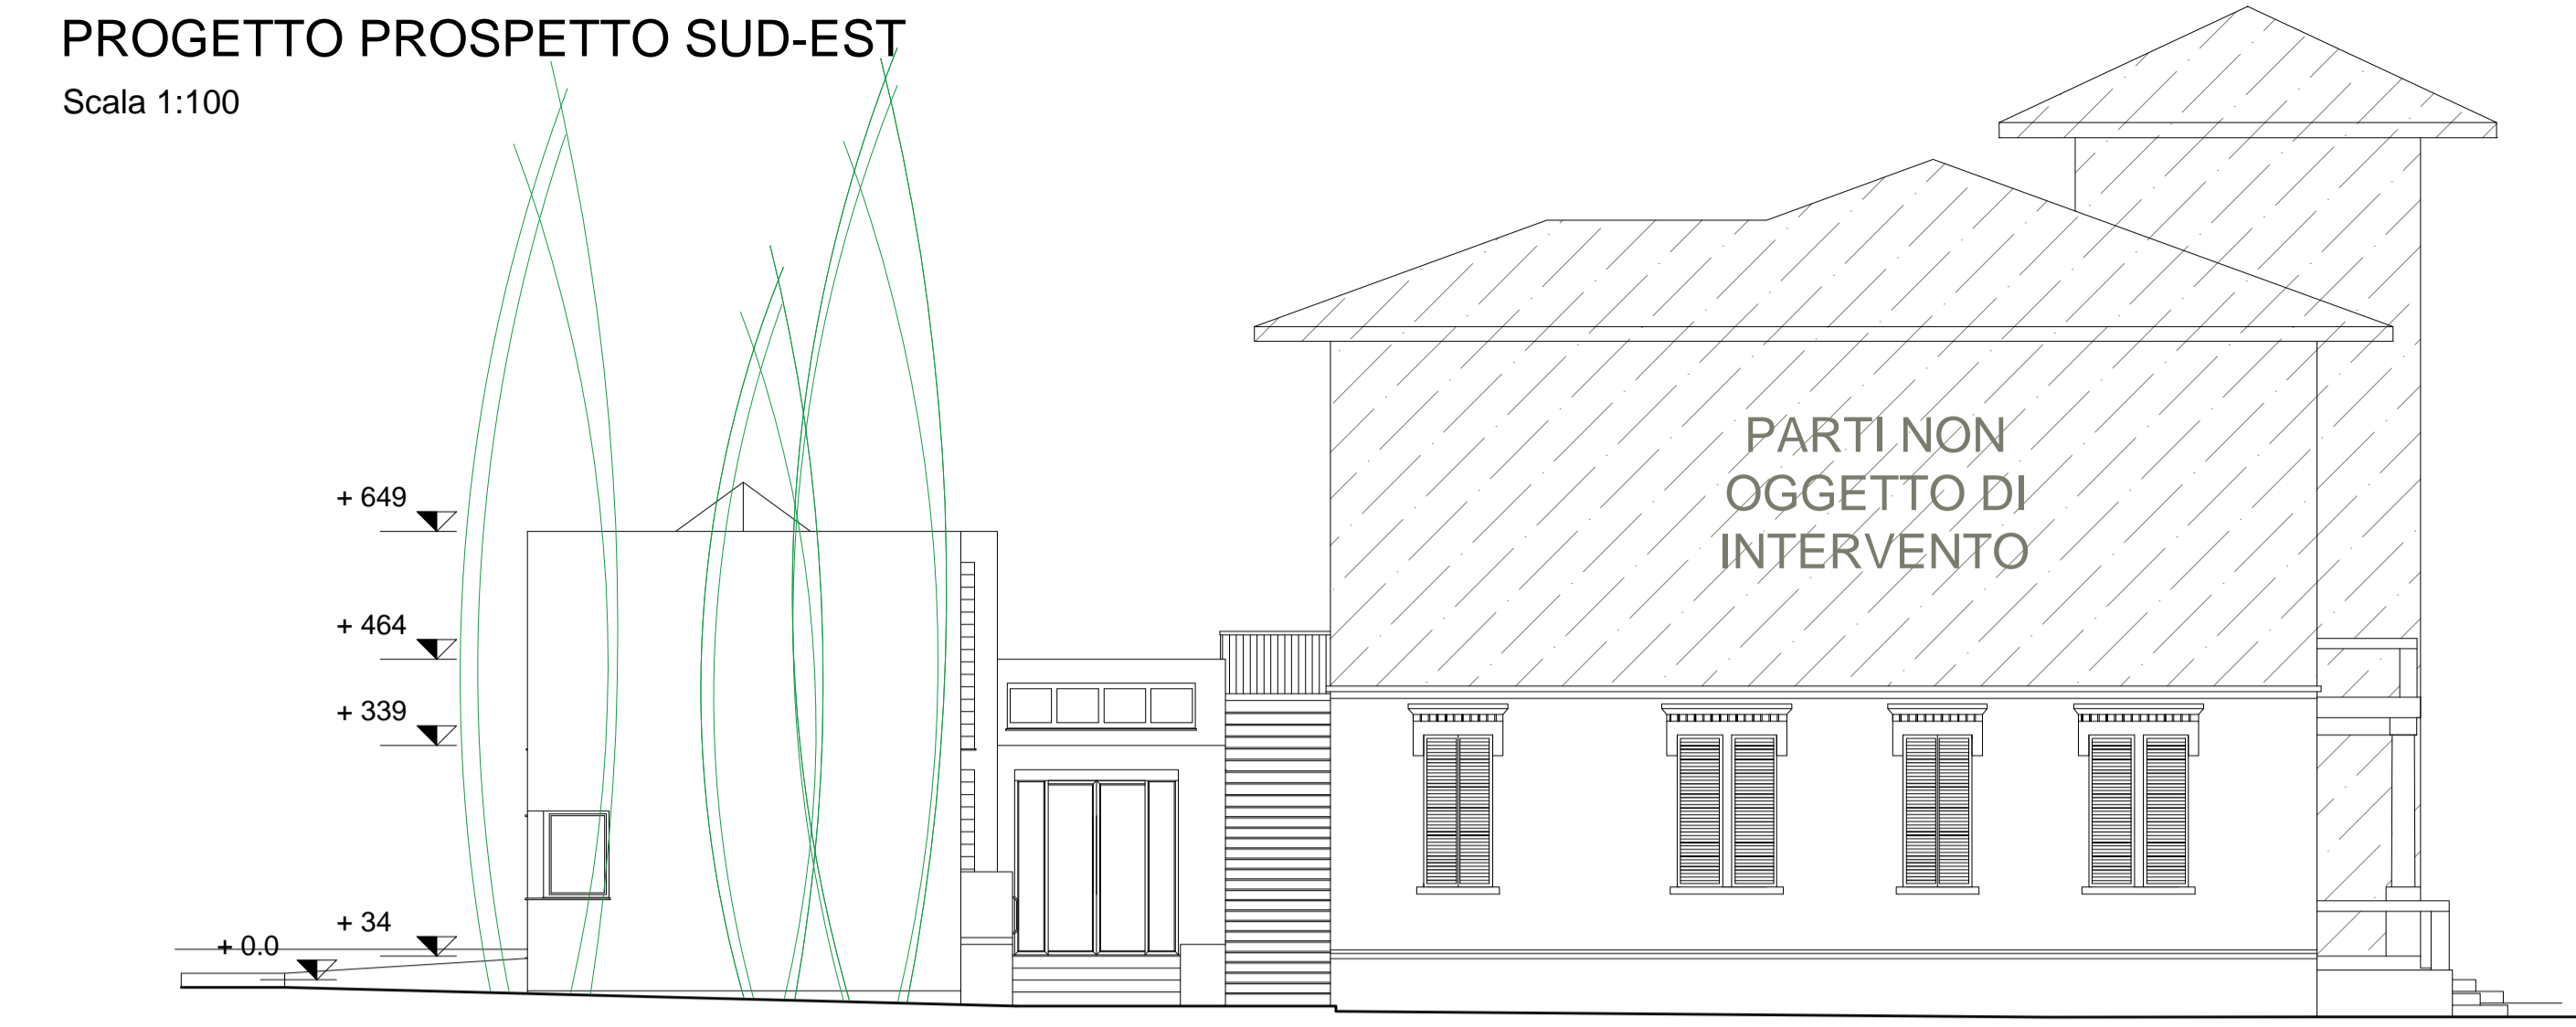 PROGETTO PROSPETTO SUD-EST
Scala 1:100
PARTI NON
OGGETTO DI
INTERVENTO
+ 649
+ 464
+ 339
+ 34
+ 0.0